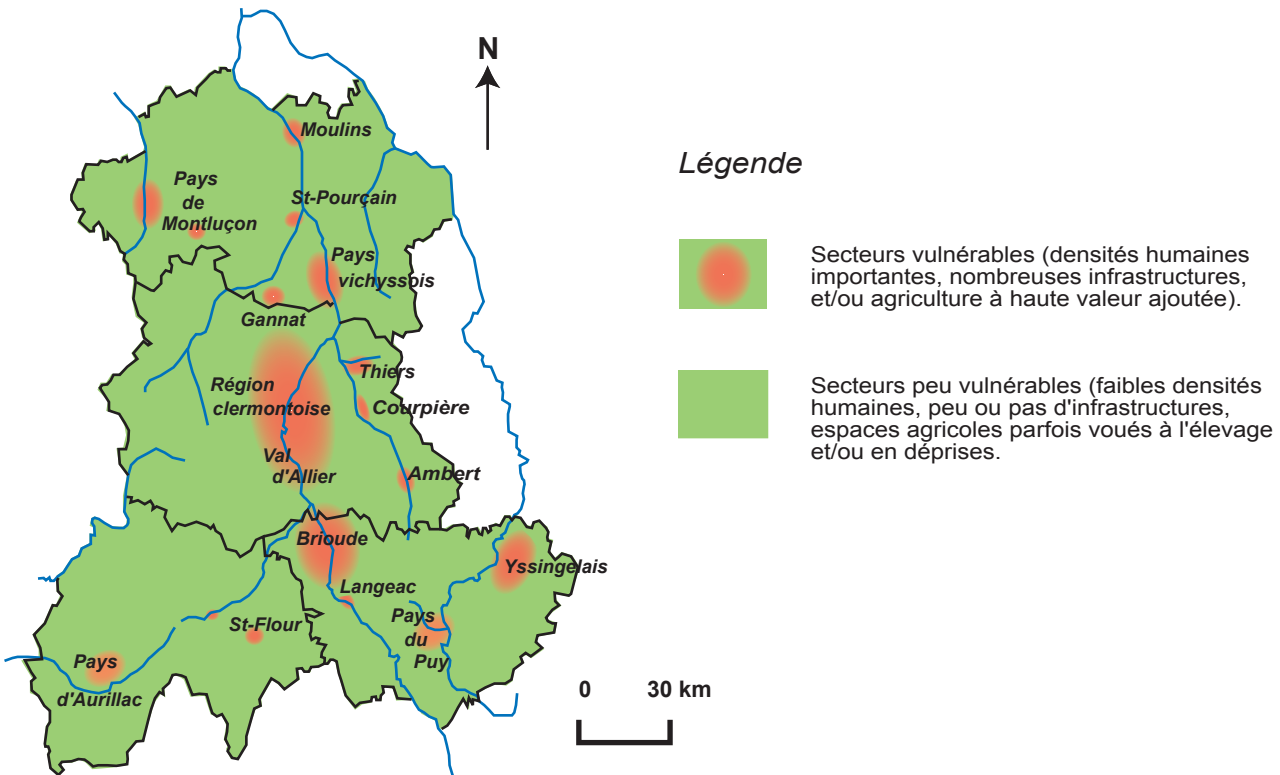 N
Moulins
Pays
de
Montluçon
St-Pourçain
Pays
vichyssois
Gannat
Thiers
Région
clermontoise
Courpière
Val
d'Allier
Ambert
Brioude
Yssingelais
Langeac
St-Flour
Pays
du
Puy
Pays
d'Aurillac
0 30 km
Légende
Secteurs vulnérables (densités humaines
importantes, nombreuses infrastructures,
et/ou agriculture à haute valeur ajoutée).
Secteurs peu vulnérables (faibles densités
humaines, peu ou pas d'infrastructures,
espaces agricoles parfois voués à l'élevage
et/ou en déprises.